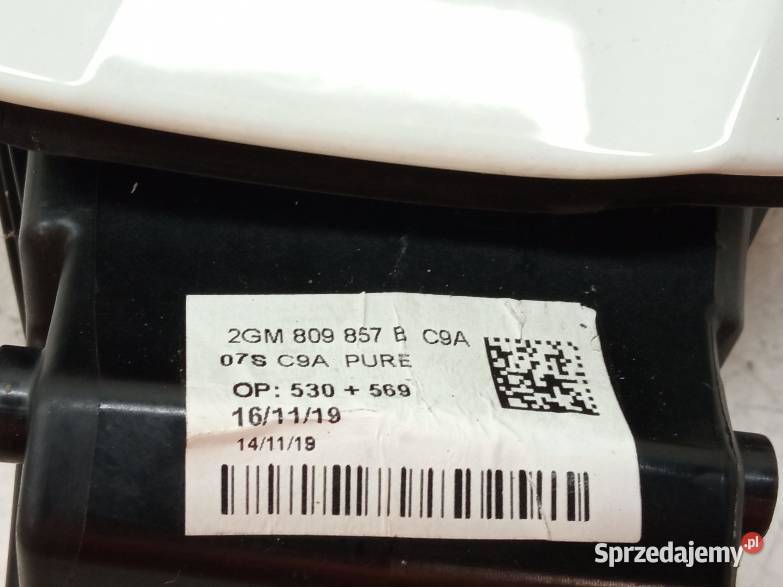 2GM 809 857 B C9A
07S C9A PURE
OP: 530 + 569
16/11/19
14/11/19
Sprzedajemy.pl